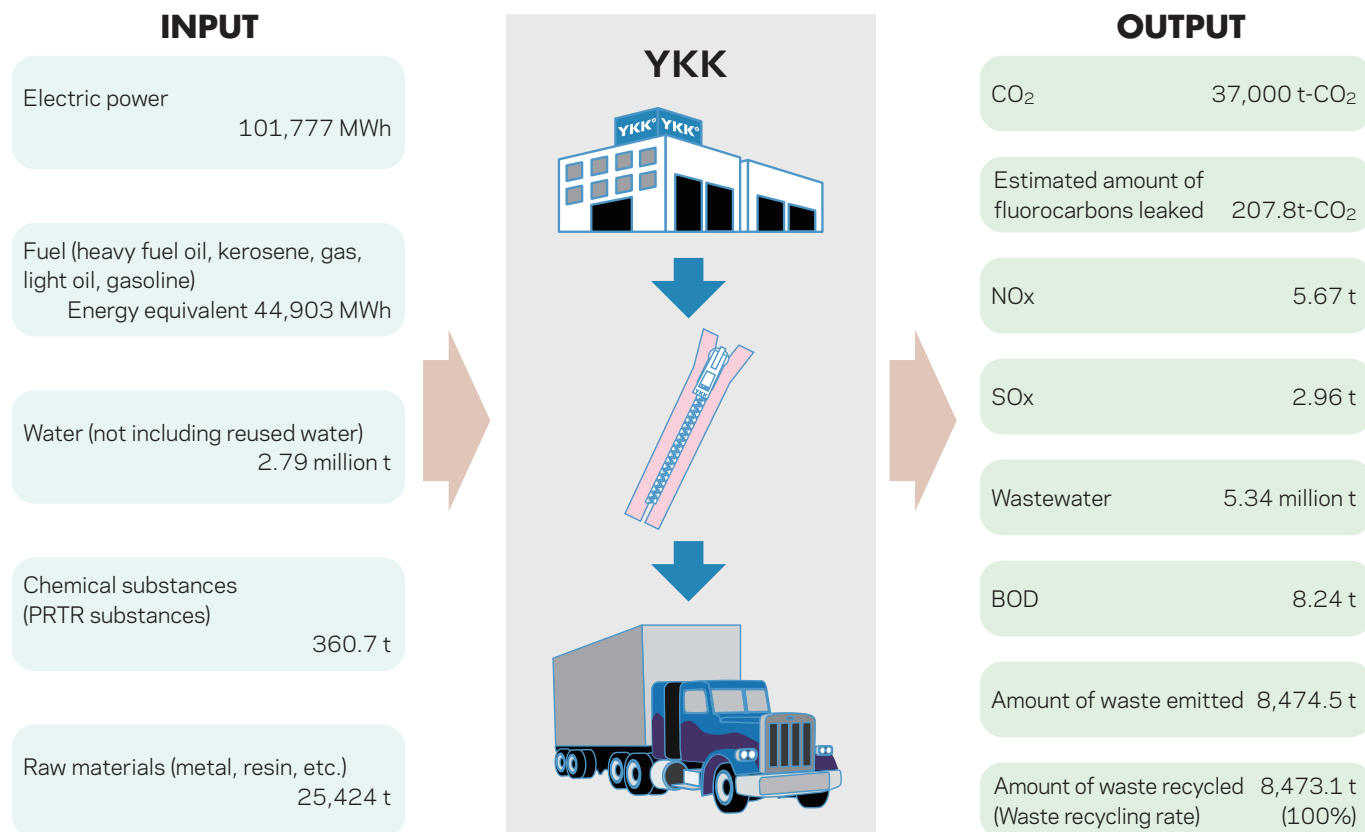 INPUT
Electric power
101,777 MWh
Fuel (heavy fuel oil, kerosene, gas,
light oil, gasoline)
Energy equivalent 44,903 MWh
Water (not including reused water)
2.79 million t
Chemical substances
(PRTR substances)
360.7 t
Raw materials (metal, resin, etc.)
25,424 t
YKK
YKK YKK
YKK
OUTPUT
CO₂ 37,000 t-CO₂
Estimated amount of
fluorocarbons leaked 207.8t-CO₂
NOx 5.67 t
SOx 2.96 t
Wastewater 5.34 million t
BOD 8.24 t
Amount of waste emitted 8,474.5 t
Amount of waste recycled 8,473.1 t
(Waste recycling rate) (100%)